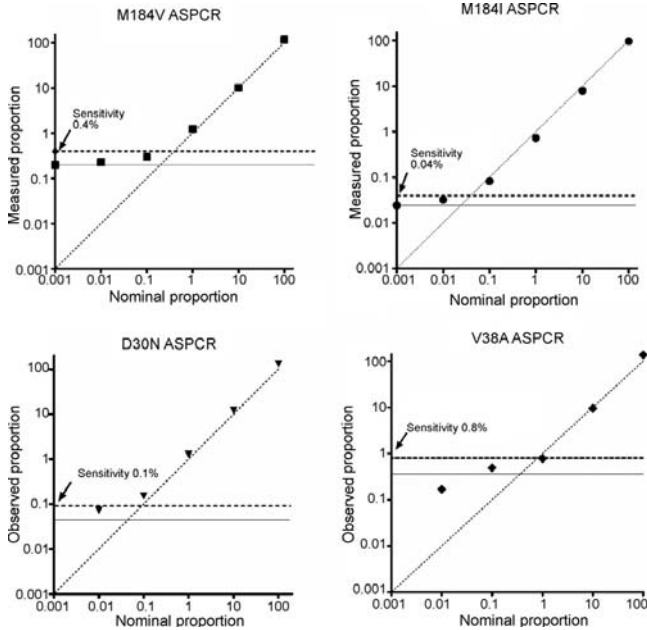 M184V ASPCR
Measured proportion
100
10
1
0.1
0.01
0.001
Sensitivity
0.4%
0.001 0.01 0.1 1 10 100
Nominal proportion
M184I ASPCR
Measured proportion
100
10
1
0.1
0.01
0.001
Sensitivity
0.04%
0.001 0.01 0.1 1 10 100
Nominal proportion
D30N ASPCR
Observed proportion
100
10
1
0.1
0.01
0.001
Sensitivity 0.1%
0.001 0.01 0.1 1 10 100
Nominal proportion
V38A ASPCR
Observed proportion
100
10
1
0.1
0.01
0.001
Sensitivity 0.8%
0.001 0.01 0.1 1 10 100
Nominal proportion